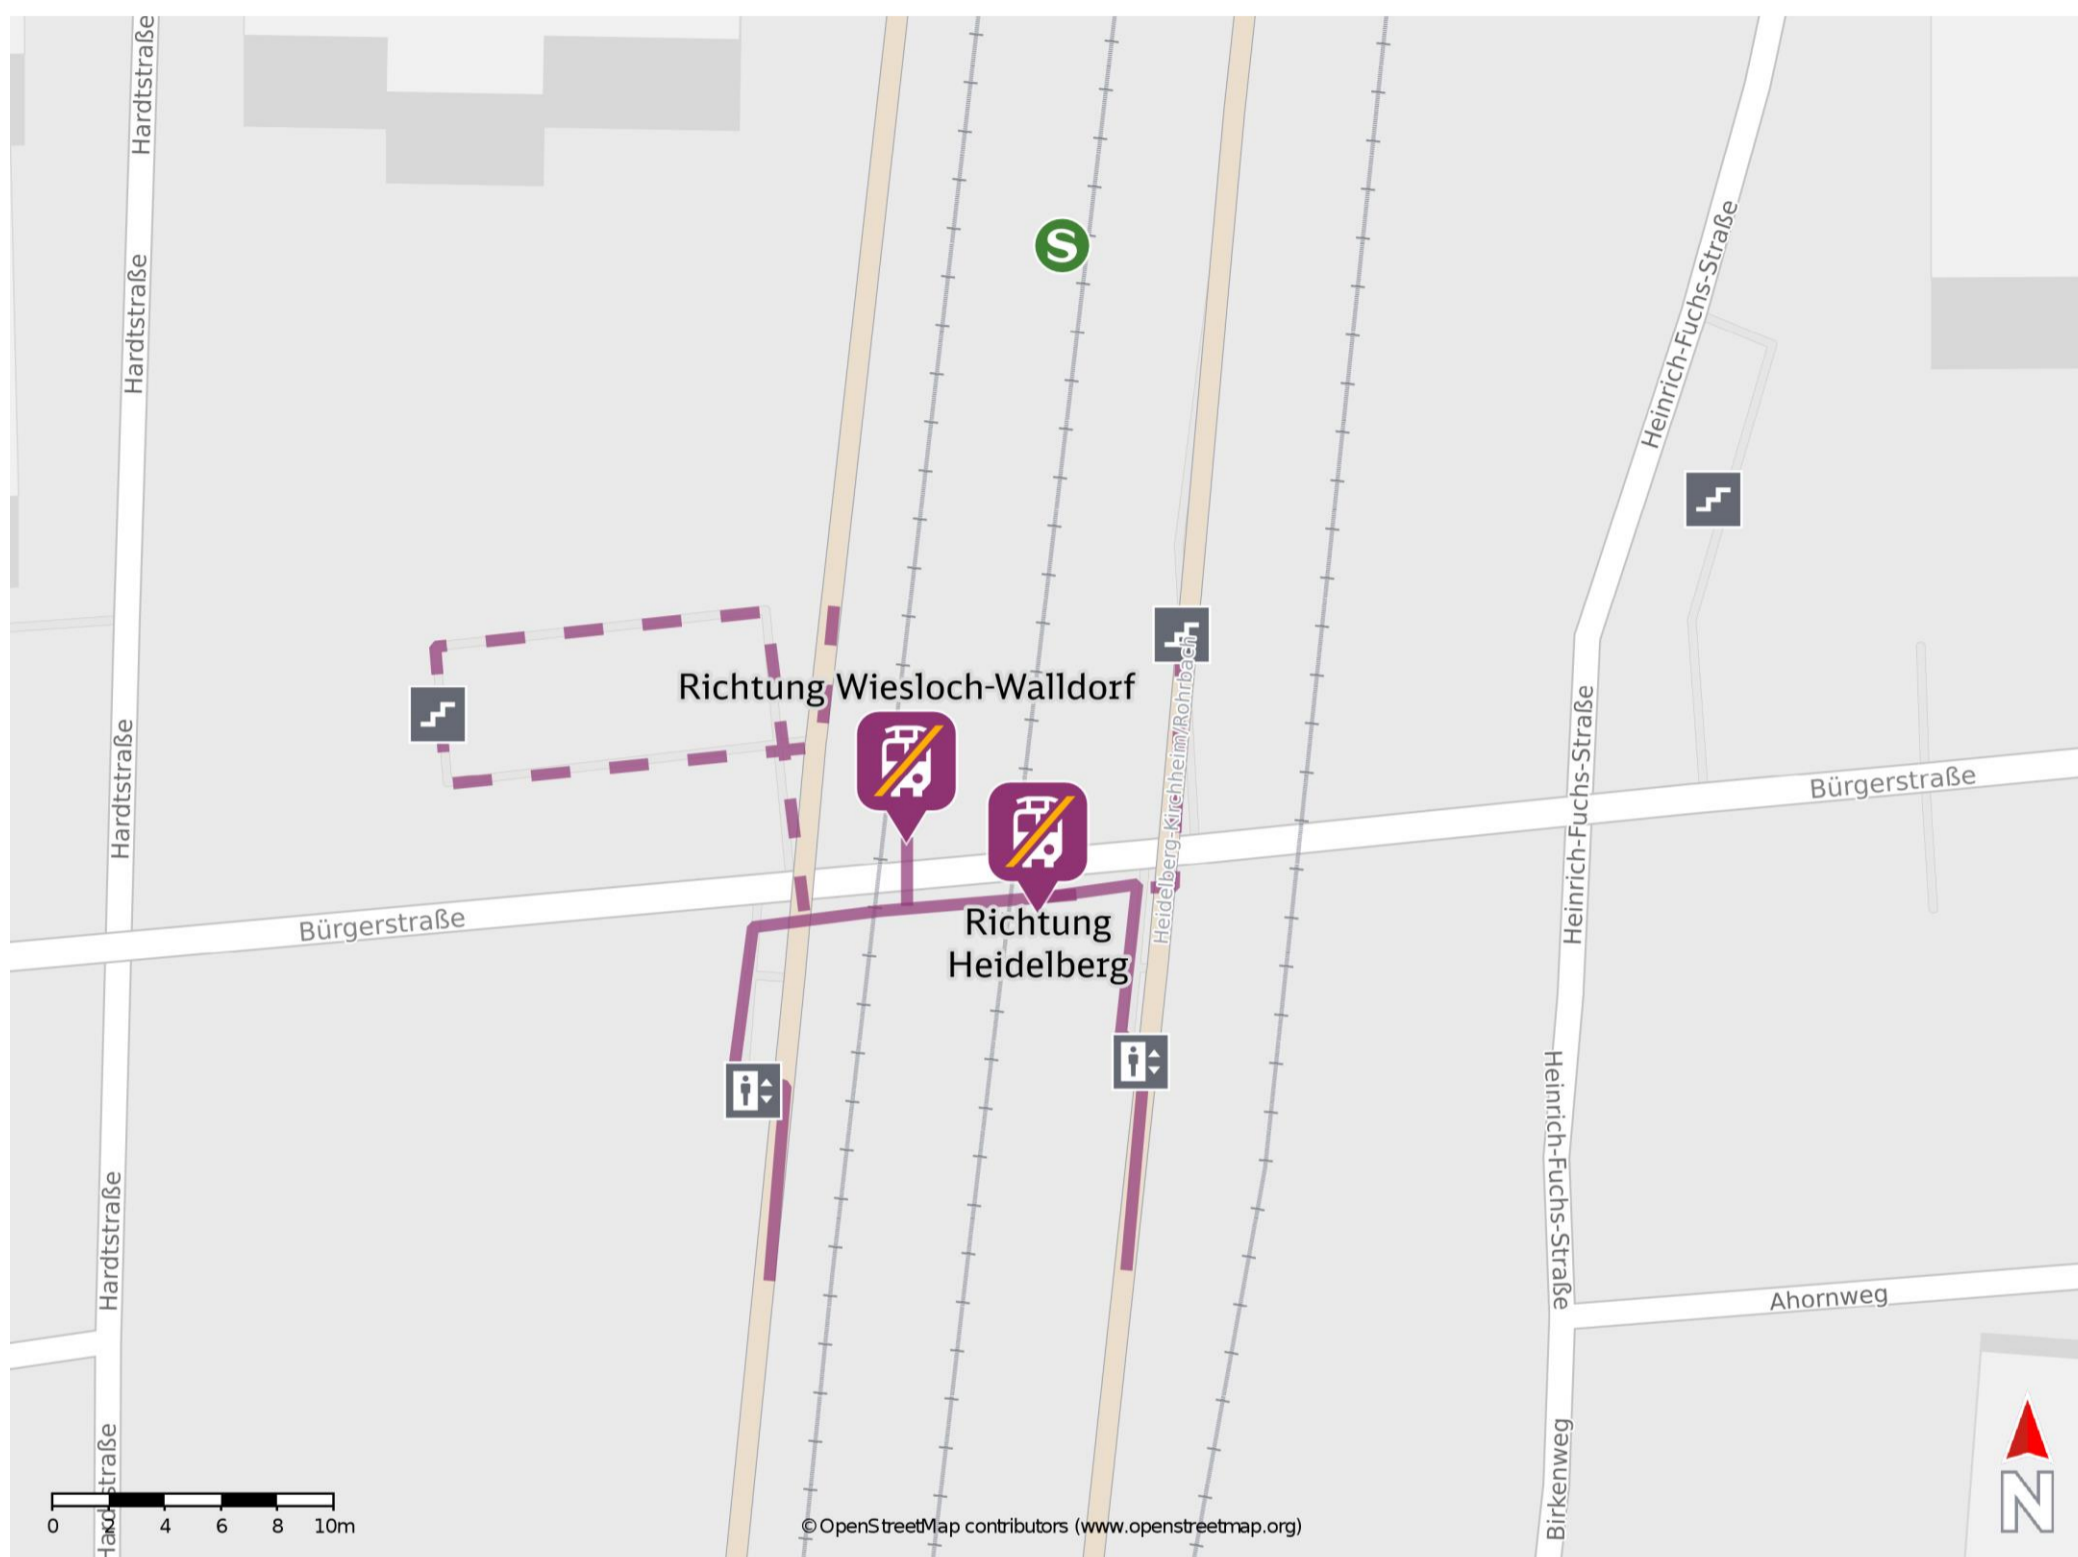 Hardtstraße
S
Heinrich-Fuchs-Straße
Hardtstraße
Richtung Wiesloch-Walldorf
Heidelberg-Kirchheim/Rohrbach
Heinrich-Fuchs-Straße
Hardtstraße
Bürgerstraße
Bürgerstraße
Richtung
Heidelberg
Heinrich-Fuchs-Straße
Hardtstraße
Ahornweg
Hardtstraße
Birkenweg
0 2 4 6 8 10m
© OpenStreetMap contributors (www.openstreetmap.org)
N